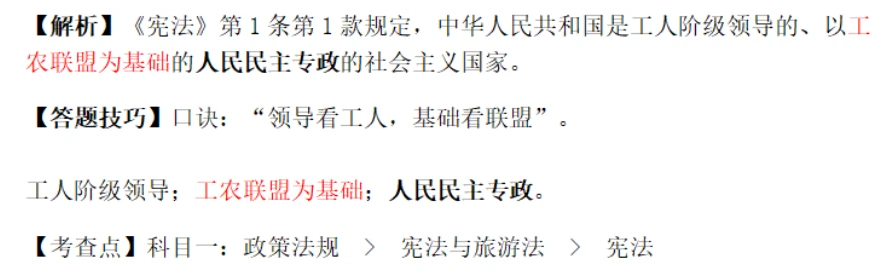 【解析】《宪法》第1条第1款规定，中华人民共和国是工人阶级领导的、以工
农联盟为基础的人民民主专政的社会主义国家。
【答题技巧】口诀：“领导看工人，基础看联盟”。
工人阶级领导；工农联盟为基础；人民民主专政。
【考查点】科目一：政策法规 > 宪法与旅游法 > 宪法